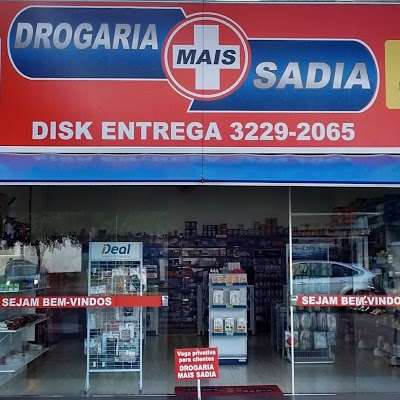 DROGARIA
MAIS
SADIA
DISK ENTREGA 3229-2065
iDeal
SEJAM BEM-VINDOS
SEJAM BEM-VINDOS
Vaga privativa
para clientes
DROGARIA
MAIS SADIA